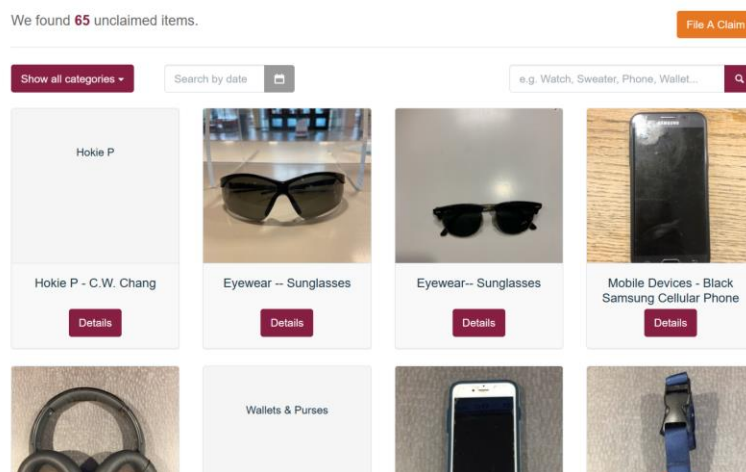 We found 65 unclaimed items.
File A Claim
Show all categories
Search by date
e.g. Watch, Sweater, Phone, Wallet...
Hokie P
SAMSUNG
Hokie P - C.W. Chang
Eyewear -- Sunglasses
Eyewear-- Sunglasses
Mobile Devices - Black
Samsung Cellular Phone
Details
Details
Details
Details
Wallets & Purses